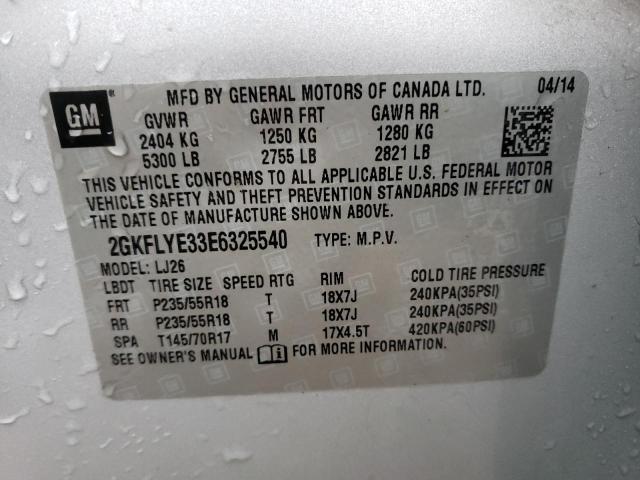 GM
MFD BY GENERAL MOTORS OF CANADA LTD. 04/14
GVWR GAWR FRT GAWR RR
2404 KG 1250 KG 1280 KG
5300 LB 2755 LB 2821 LB
THIS VEHICLE CONFORMS TO ALL APPLICABLE U.S. FEDERAL MOTOR
VEHICLE SAFETY AND THEFT PREVENTION STANDARDS IN EFFECT ON
THE DATE OF MANUFACTURE SHOWN ABOVE.
2GKFLYE33E6325540 TYPE: M.P.V.
MODEL: LJ26
LBDT TIRE SIZE SPEED RTG RIM COLD TIRE PRESSURE
FRT P235/55R18 T 18X7J 240KPA(35PSI)
RR P235/55R18 T 18X7J 240KPA(35PSI)
SPA T145/70R17 M 17X4.5T 420KPA(60PSI)
SEE OWNER'S MANUAL FOR MORE INFORMATION.